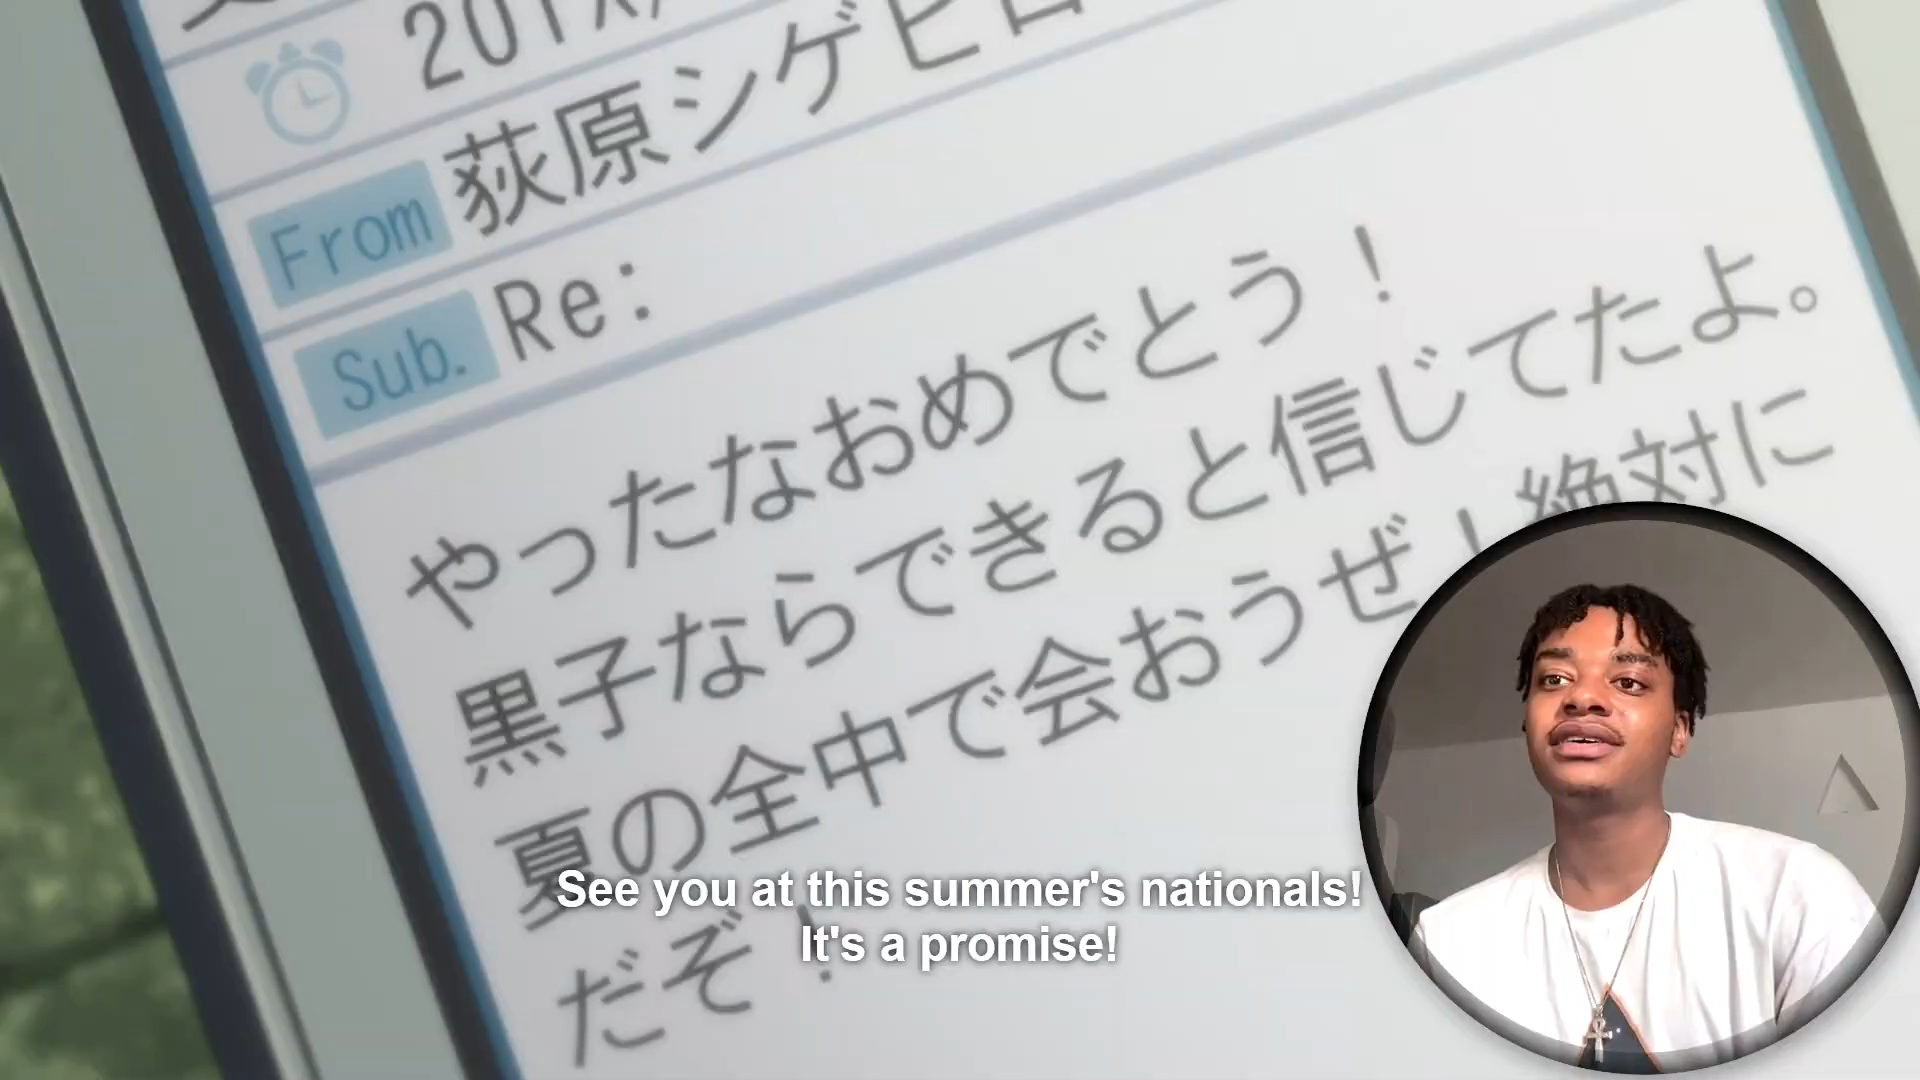 201X/
From 荻原シゲヒロ
Sub. Re:
やったなおめでとう！
黒子ならできると信じてたよ。
夏の全中で会おうぜ！絶対に
だぞ！
See you at this summer's nationals!
It's a promise!